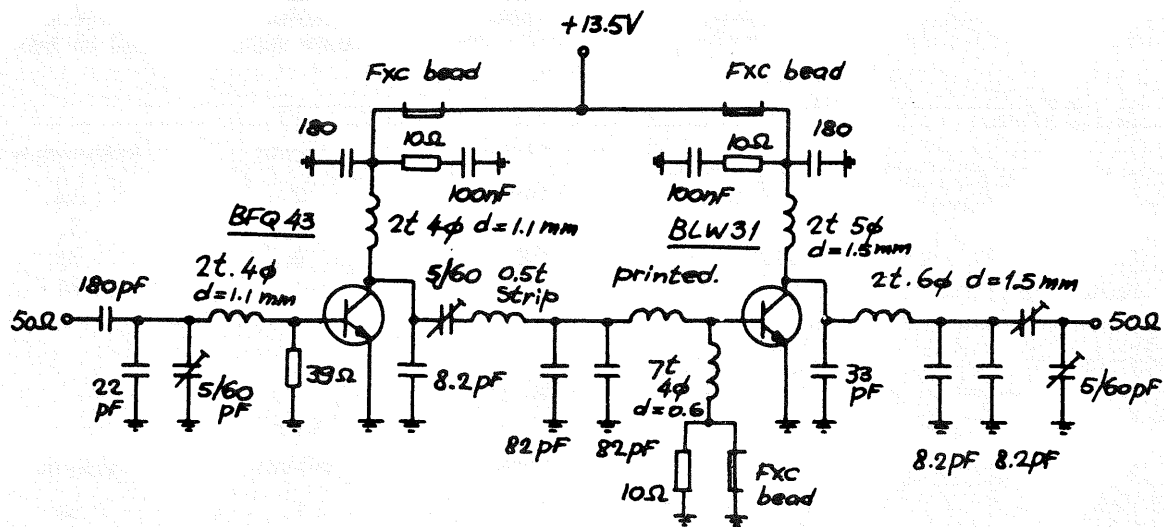 +13.5V
FXC bead
FXC bead
180
10Ω
10Ω
180
100nF
100nF
BFQ43
2t 4ϕ d=1.1mm
BLW31
2t 5ϕ
d=1.5mm
2t.4ϕ
d=1.1mm
5/60
0.5t
Strip
printed.
2t.6ϕ d=1.5mm
180pF
50Ω
50Ω
22
pF
5/60
pF
39Ω
8.2pF
7t
4ϕ
d=0.6
33
pF
5/60pF
82pF
82pF
8.2pF
8.2pF
10Ω
FXC
bead